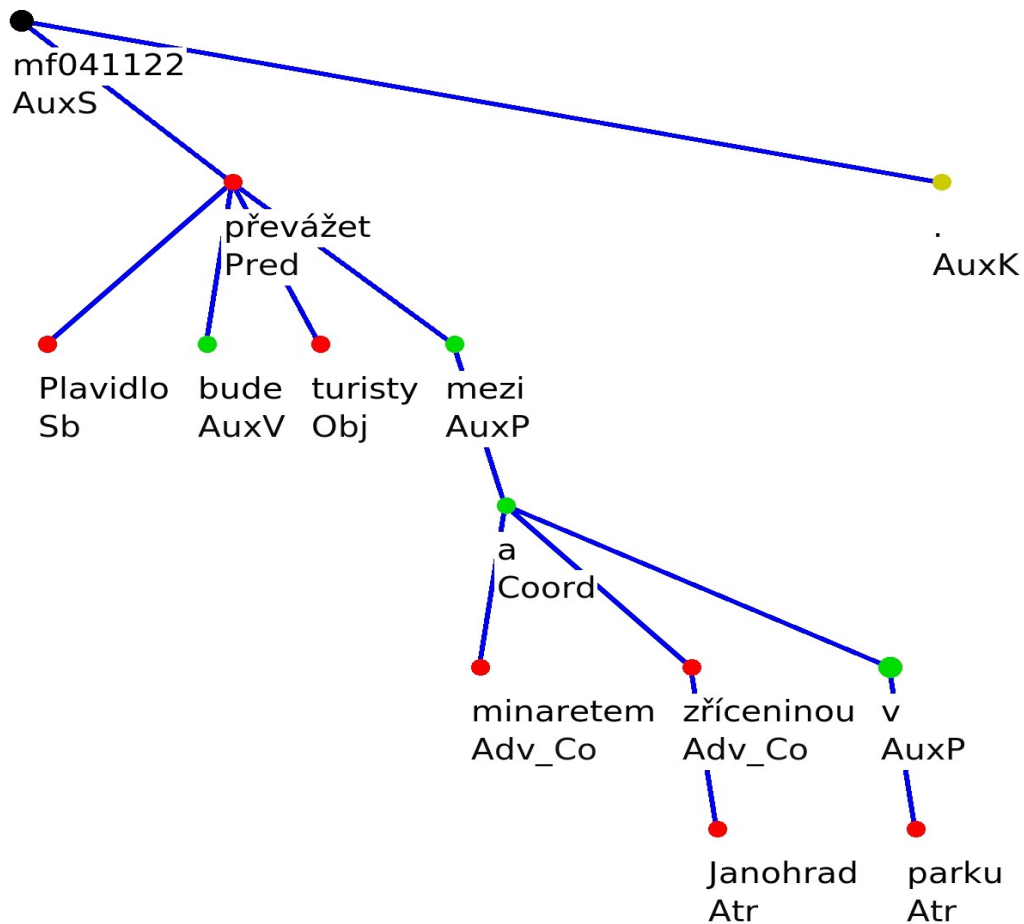 mf041122
AuxS
převážet
Pred
.
AuxK
Plavidlo
Sb
bude
AuxV
turisty
Obj
mezi
AuxP
a
Coord
minaretem
Adv_Co
zříceninou
Adv_Co
v
AuxP
Janohrad
Atr
parku
Atr